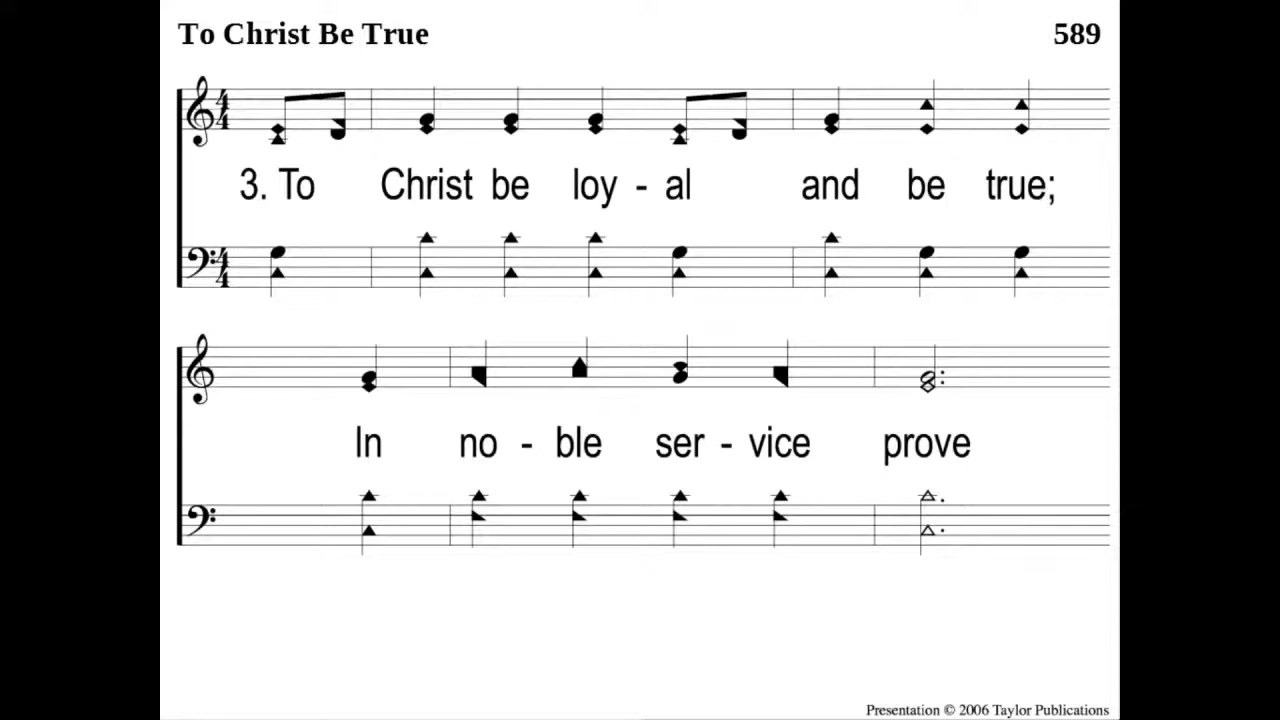 To Christ Be True 589
3. To Christ be loy - al and be true;
In no - ble ser - vice prove
Presentation © 2006 Taylor Publications